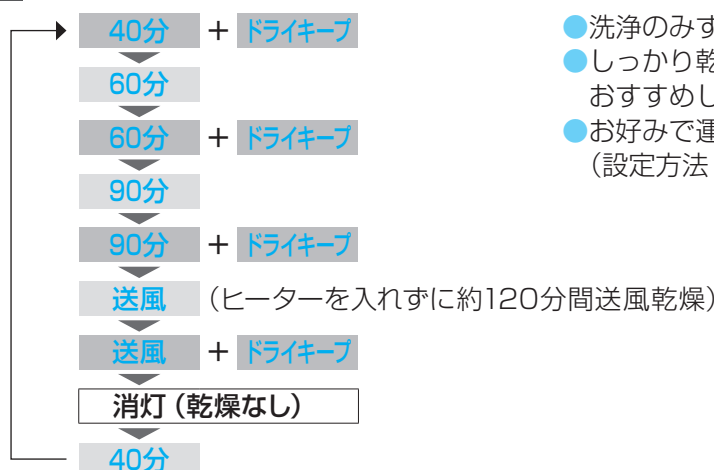 40分 + ドライキープ
60分
60分 + ドライキープ
90分
90分 + ドライキープ
送風 (ヒーターを入れずに約120分間送風乾燥)
送風 + ドライキープ
消灯(乾燥なし)
40分
●洗浄のみす
●しっかり乾
おすすめし
●お好みで運
(設定方法